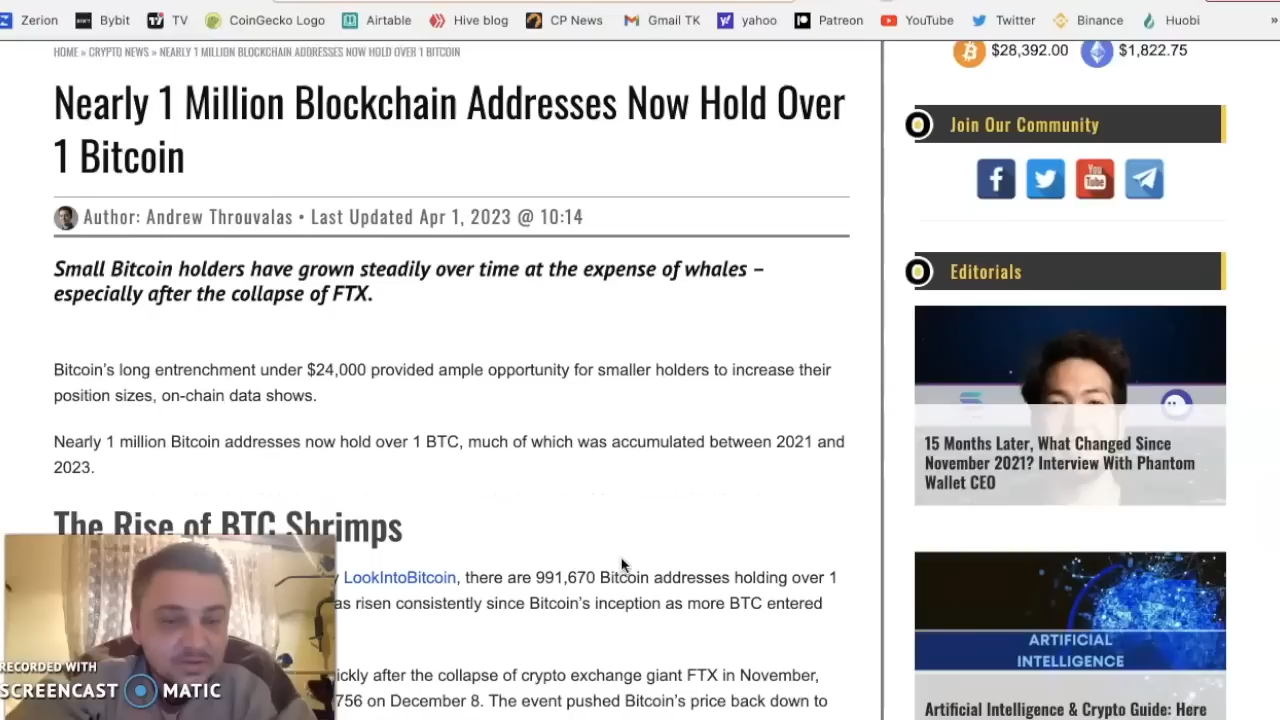 Zerion Bybit TV CoinGecko Logo Airtable Hive blog CP News Gmail TK yahoo Patreon YouTube Twitter Binance Huobi »
HOME » CRYPTO NEWS » NEARLY 1 MILLION BLOCKCHAIN ADDRESSES NOW HOLD OVER 1 BITCOIN
Nearly 1 Million Blockchain Addresses Now Hold Over
1 Bitcoin
Author: Andrew Throuvalas • Last Updated Apr 1, 2023 @ 10:14
Small Bitcoin holders have grown steadily over time at the expense of whales –
especially after the collapse of FTX.
Bitcoin's long entrenchment under $24,000 provided ample opportunity for smaller holders to increase their
position sizes, on-chain data shows.
Nearly 1 million Bitcoin addresses now hold over 1 BTC, much of which was accumulated between 2021 and
2023.
The Rise of BTC Shrimps
LookIntoBitcoin, there are 991,670 Bitcoin addresses holding over 1
as risen consistently since Bitcoin's inception as more BTC entered
ickly after the collapse of crypto exchange giant FTX in November,
756 on December 8. The event pushed Bitcoin's price back down to
RECORDED WITH
SCREENCAST MATIC
$28,392.00 $1,822.75
Join Our Community
You
Tube
Editorials
15 Months Later, What Changed Since
November 2021? Interview With Phantom
Wallet CEO
ARTIFICIAL
INTELLIGENCE
Artificial Intelligence & Crypto Guide: Here